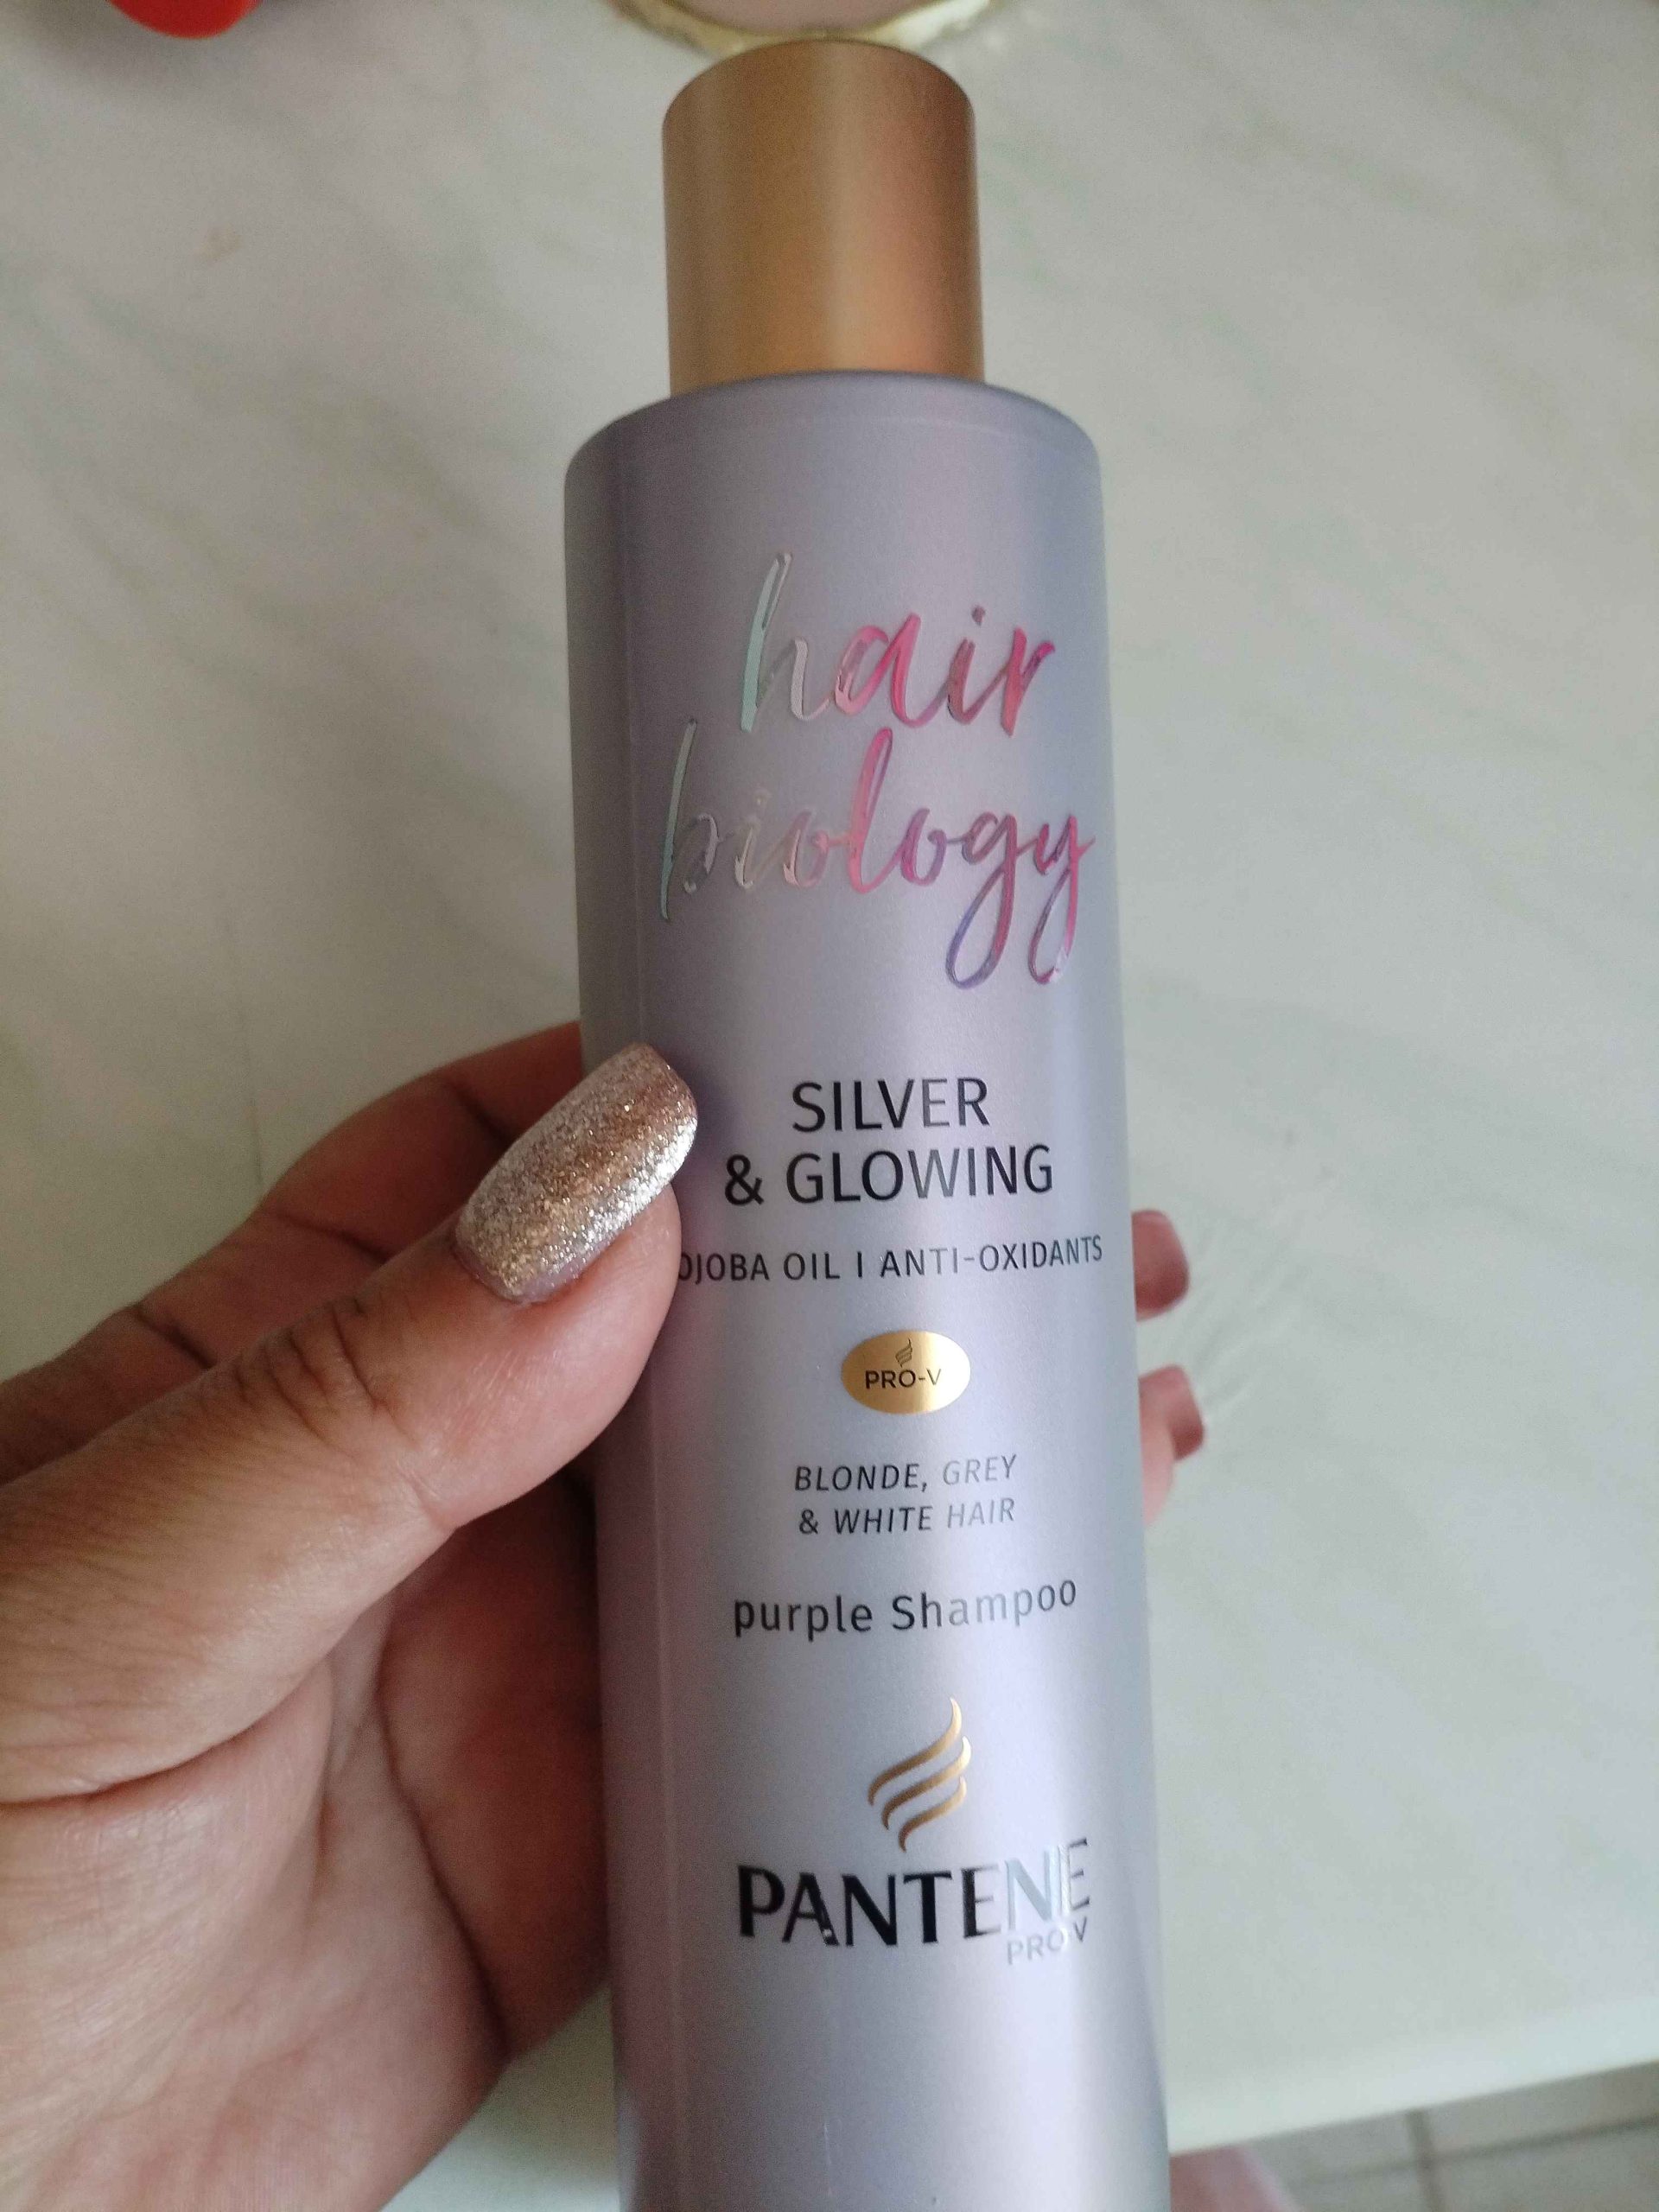 hair
biology
SILVER
& GLOWING
OJOBA OIL I ANTI-OXIDANTS
PRO-V
BLONDE, GREY
& WHITE HAIR
purple Shampoo
PANTENE
PRO-V